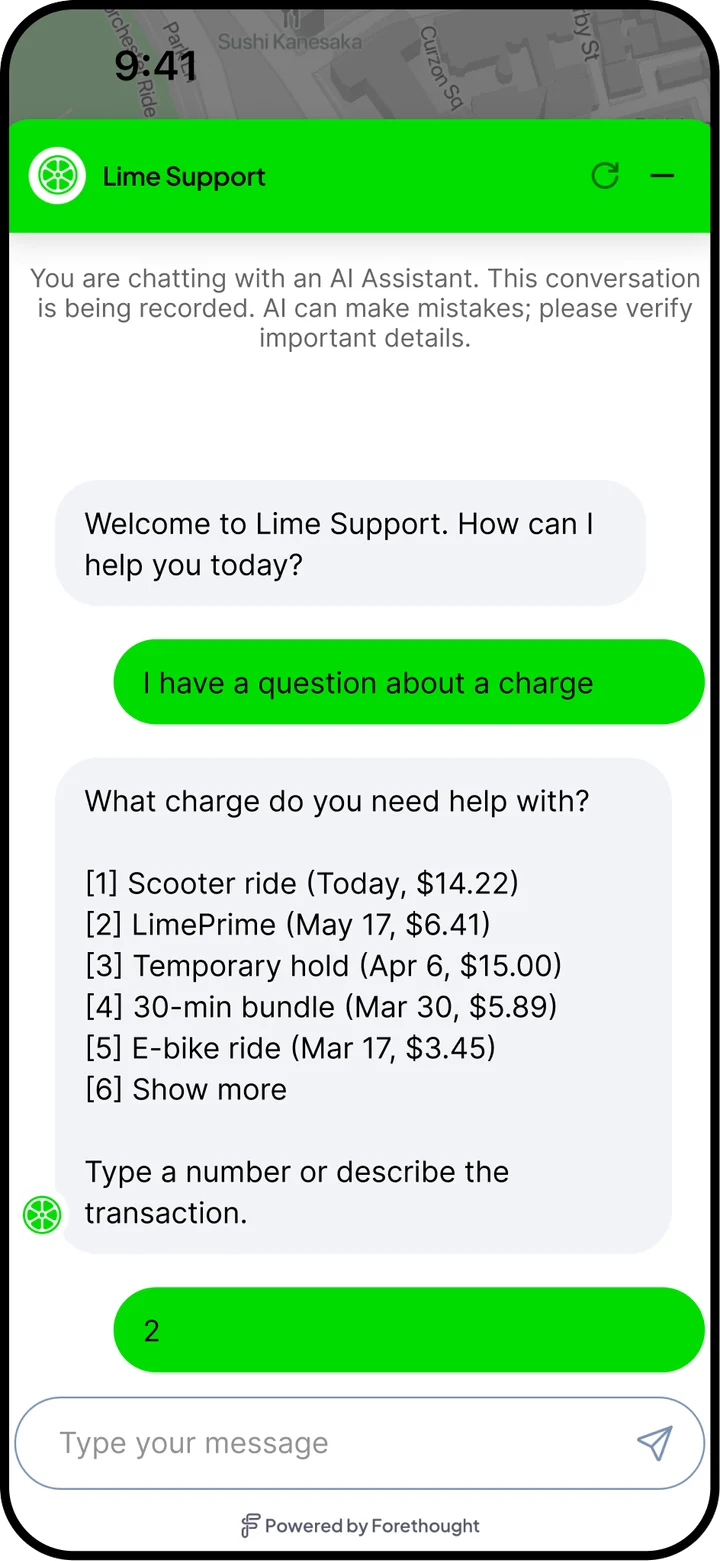 Sushi Kanesaka
Curzon Sq
9:41
Lime Support
You are chatting with an AI Assistant. This conversation
is being recorded. AI can make mistakes; please verify
important details.
Welcome to Lime Support. How can I
help you today?
I have a question about a charge
What charge do you need help with?
[1] Scooter ride (Today, $14.22)
[2] LimePrime (May 17, $6.41)
[3] Temporary hold (Apr 6, $15.00)
[4] 30-min bundle (Mar 30, $5.89)
[5] E-bike ride (Mar 17, $3.45)
[6] Show more
Type a number or describe the
transaction.
2
Type your message
Powered by Forethought